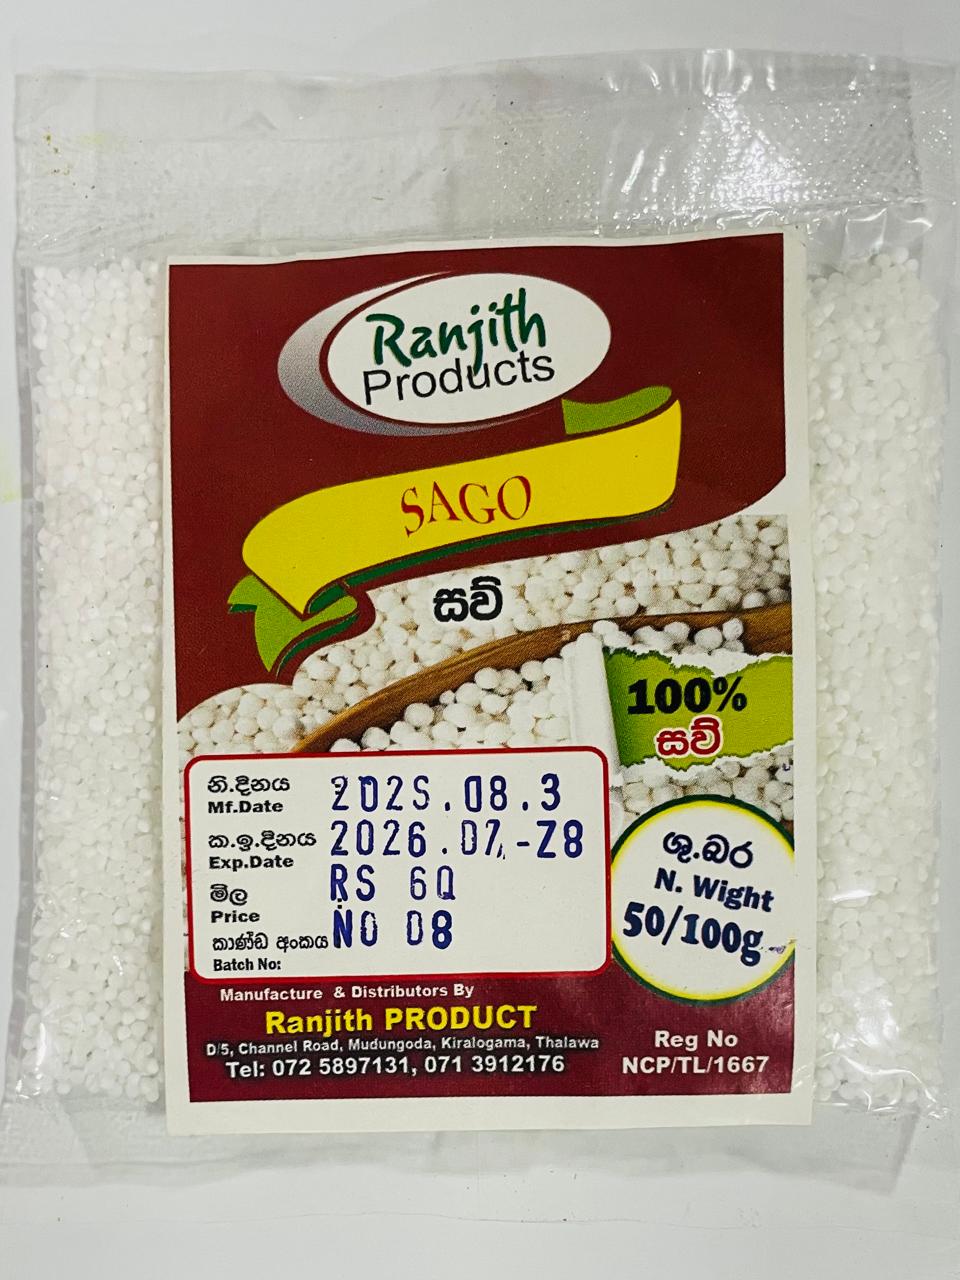 Ranjith
Products
SAGO
සව්
100%
සව්
නි.දිනය
Mf.Date
2025.08.3
ක.ඉ.දිනය
Exp.Date
2026.07.-28
මිල
Price
RS 60
කාණ්ඩ අංකය
Batch No:
NO 08
ශු.බර
N. Wight
50/100g
Manufacture & Distributors By
Ranjith PRODUCT
D/5, Channel Road, Mudungoda, Kiralogama, Thalawa
Tel: 072 5897131, 071 3912176
Reg No
NCP/TL/1667